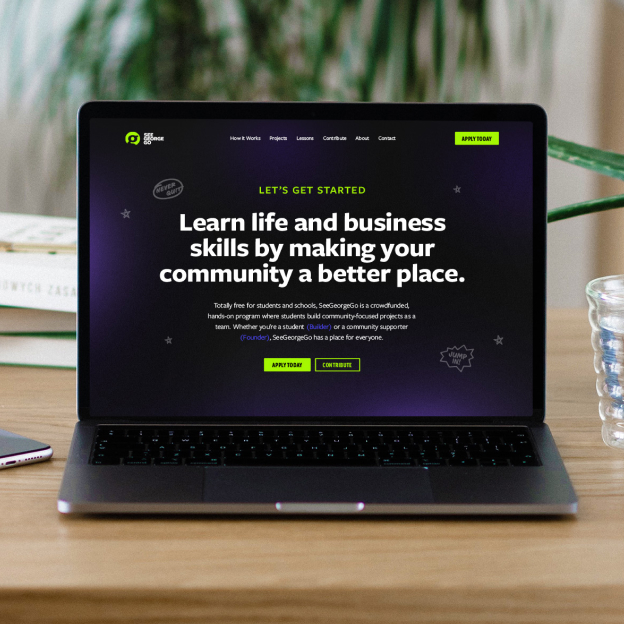 SEE
GEORGE
GO
How it Works Projects Lessons Contribute About Contact
APPLY TODAY
NEVER
QUIT
LET'S GET STARTED
Learn life and business
skills by making your
community a better place.
Totally free for students and schools, SeeGeorgeGo is a crowdfunded,
hands-on program where students build community-focused projects as a
team. Whether you're a student (Builder) or a community supporter
(Founder), SeeGeorgeGo has a place for everyone.
APPLY TODAY CONTRIBUTE